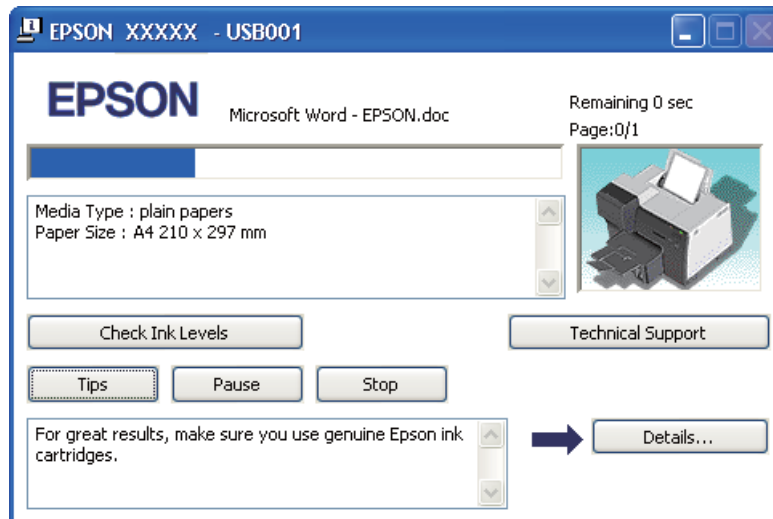 EPSON XXXXX - USB001
EPSON
Microsoft Word - EPSON.doc
Remaining 0 sec
Page:0/1
Media Type : plain papers
Paper Size : A4 210 x 297 mm
Check Ink Levels
Technical Support
Tips
Pause
Stop
For great results, make sure you use genuine Epson ink
cartridges.
Details...